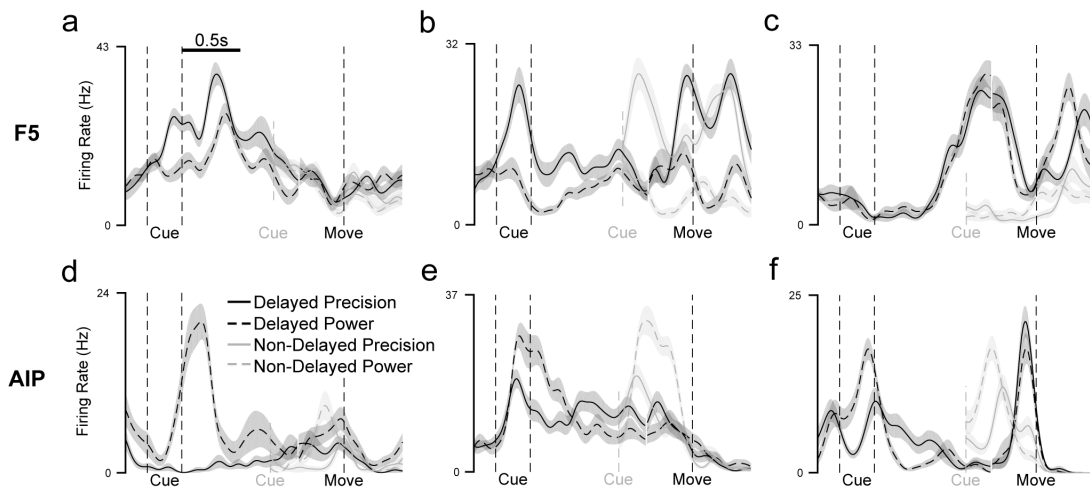 a
b
c
43
0.5s
32
33
F5
Firing Rate (Hz)
0
0
0
Cue
Cue
Move
Cue
Cue
Move
Cue
Cue
Move
d
e
f
24
37
25
Delayed Precision
Delayed Power
Non-Delayed Precision
Non-Delayed Power
AIP
Firing Rate (Hz)
0
0
0
Cue
Cue
Move
Cue
Cue
Move
Cue
Cue
Move